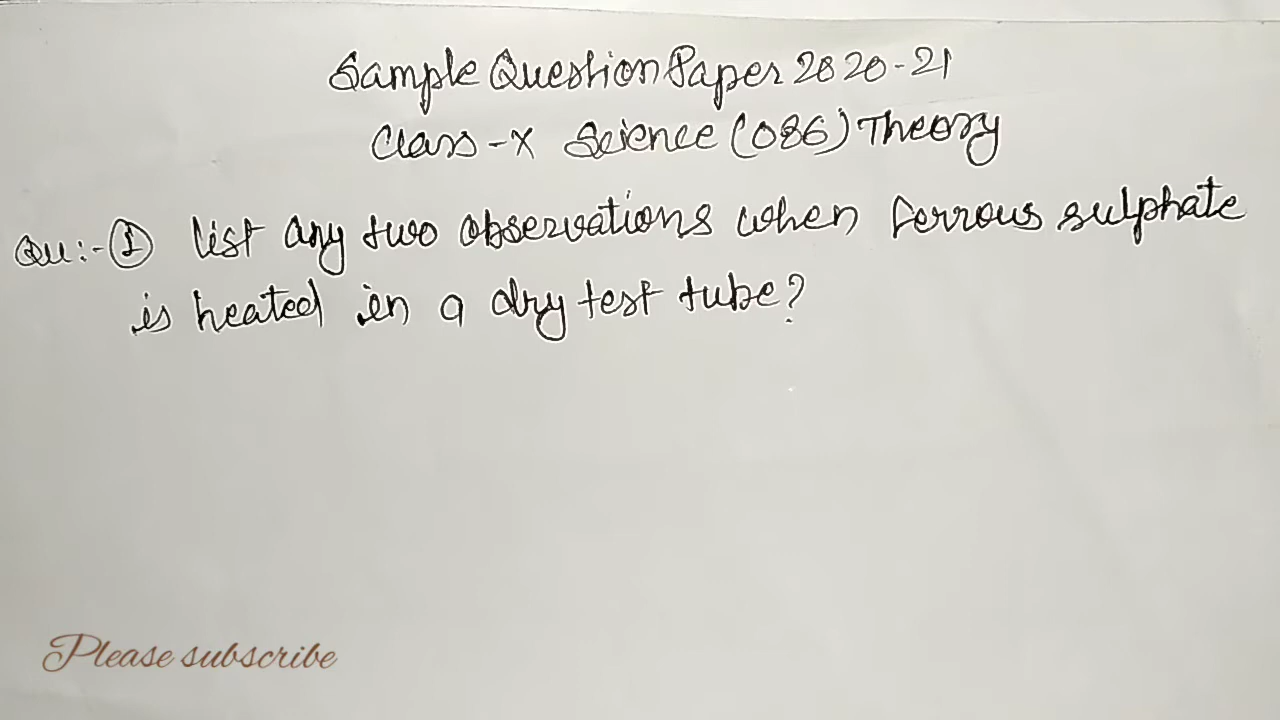 Sample Question Paper 2020-21
Class-X Science (086) Theory
Qu:-① List any two observations when ferrous sulphate
is heated in a dry test tube?
Please subscribe